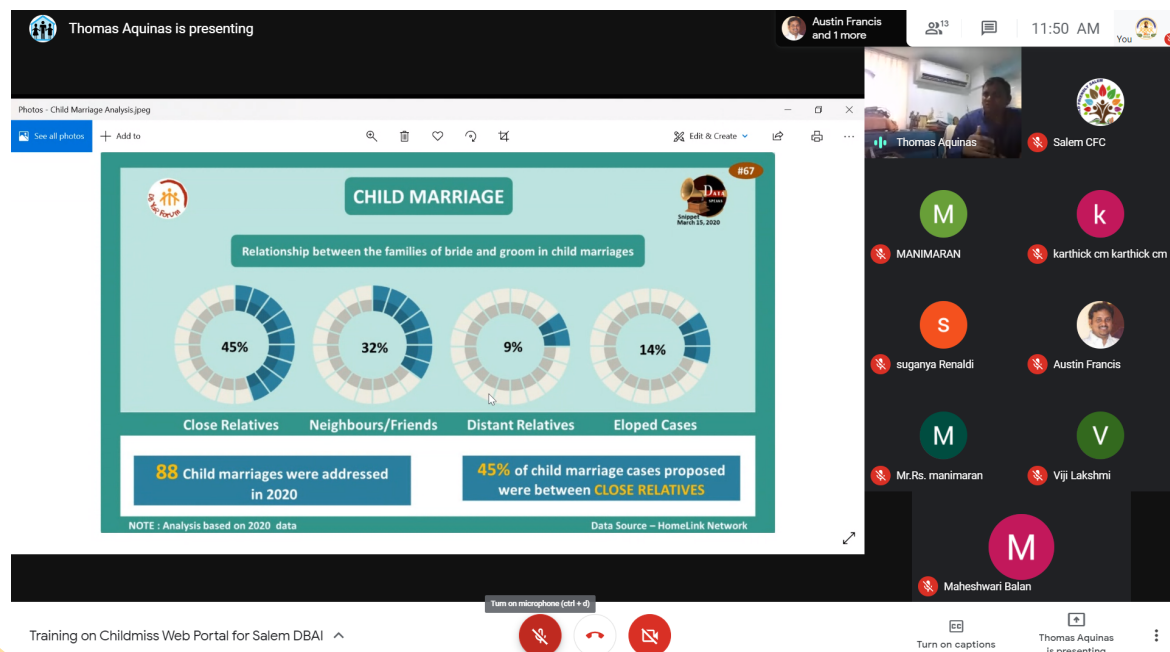 Thomas Aquinas is presenting
Austin Francis
and 1 more
13
11:50 AM
You
Photos - Child Marriage Analysis.jpeg
See all photos
Add to
Edit & Create
#67
CHILD MARRIAGE
DATA
SPEAKS
Snippet
March 15, 2020
Relationship between the families of bride and groom in child marriages
45%
32%
9%
14%
Close Relatives
Neighbours/Friends
Distant Relatives
Eloped Cases
88 Child marriages were addressed
in 2020
45% of child marriage cases proposed
were between CLOSE RELATIVES
NOTE : Analysis based on 2020 data
Data Source – HomeLink Network
Thomas Aquinas
Salem CFC
M
MANIMARAN
k
karthick cm karthick cm
s
suganya Renaldi
Austin Francis
M
Mr.Rs. manimaran
V
Viji Lakshmi
M
Maheshwari Balan
Turn on microphone (ctrl + d)
Training on Childmiss Web Portal for Salem DBAI
CC
Turn on captions
Thomas Aquinas
is presenting